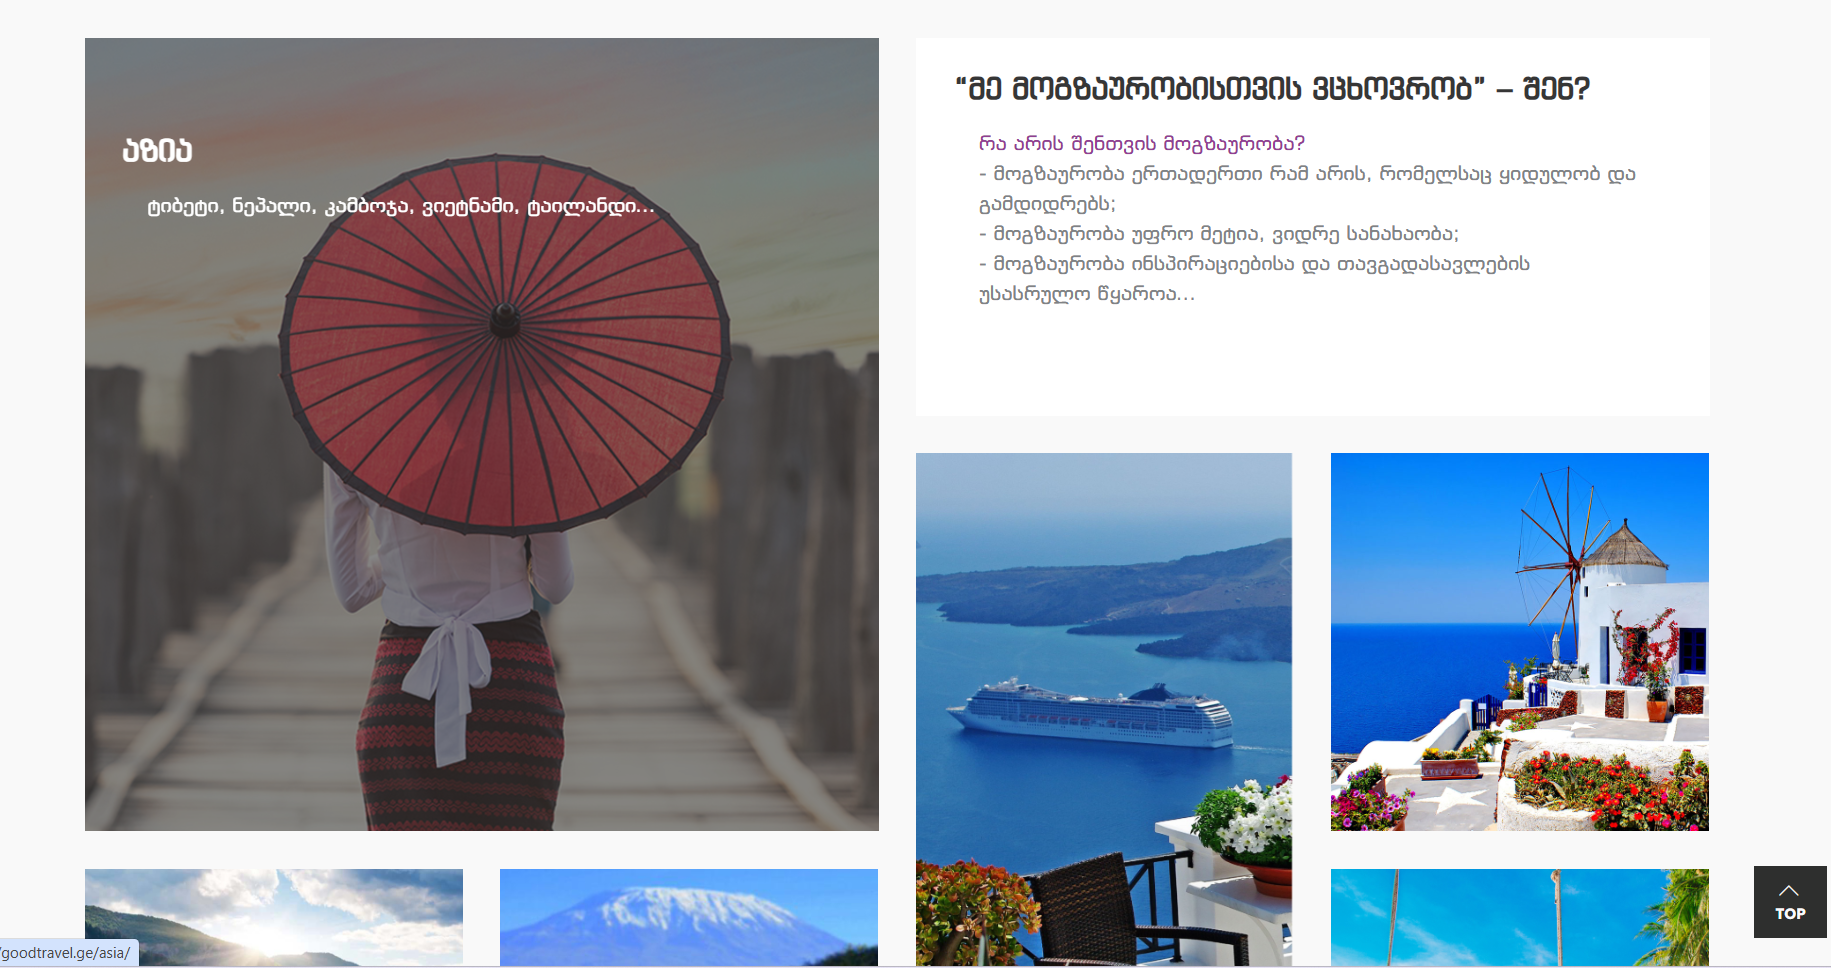 აზია
ტიბეტი, ნეპალი, კამბოჯა, ვიეტნამი, ტაილანდი...
“მე მოგზაურობისთვის ვცხოვრობ” – შენ?
რა არის შენთვის მოგზაურობა?
- მოგზაურობა ერთადერთი რამ არის, რომელსაც ყიდულობ და
გამდიდრებს;
- მოგზაურობა უფრო მეტია, ვიდრე სანახაობა;
- მოგზაურობა ინსპირაციებისა და თავგადასავლების
უსასრულო წყაროა...
TOP
/goodtravel.ge/asia/